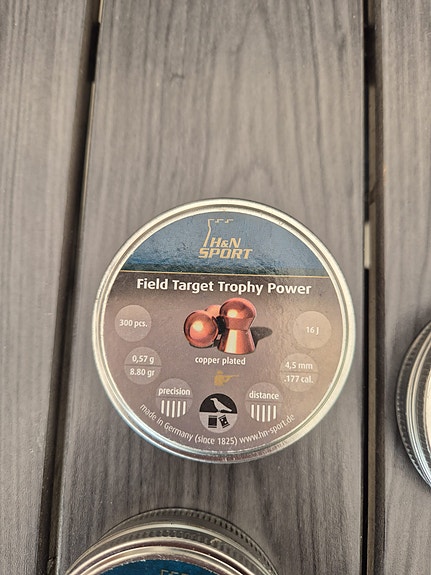 H&N
SPORT
Field Target Trophy Power
300 pcs.
16 J
copper plated
0,57 g
8.80 gr
4,5 mm
.177 cal.
precision
distance
made in Germany (since 1825) www.hn-sport.de